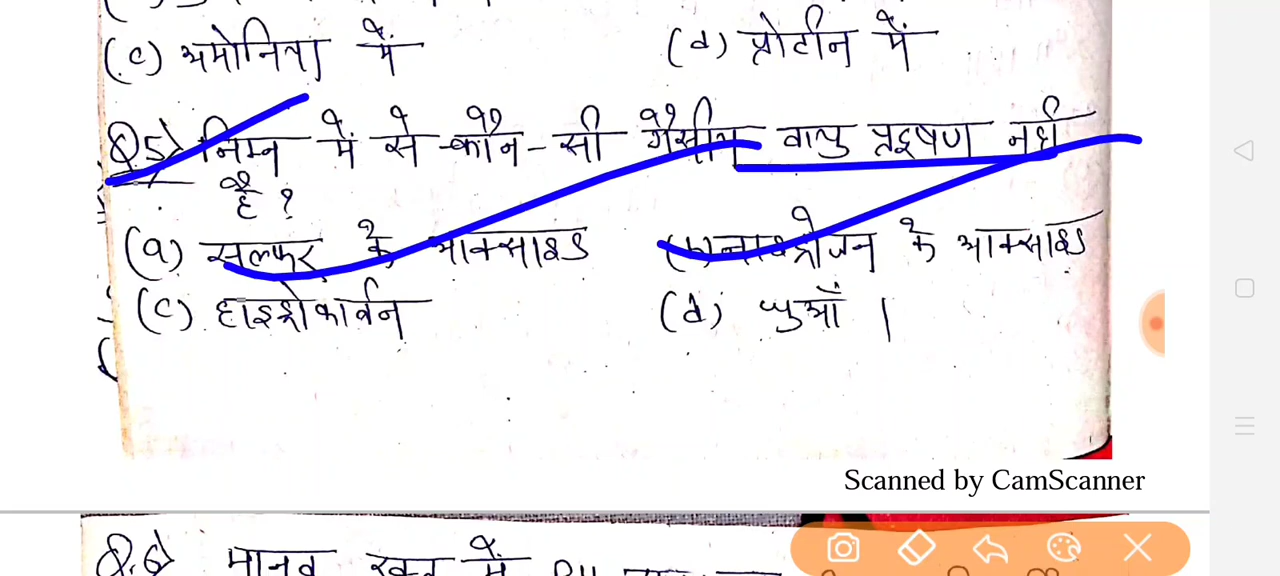 (c) अमोनिया में (d) प्रोटीन में
Q.5) निम्न में से कौन-सी गैसीय वायु प्रदूषण नहीं
है ?
(a) सल्फर के आक्साइड (b) नाइट्रोजन के आक्साइड
(c) हाइड्रोकार्बन (d) धुआँ ।
Scanned by CamScanner
Q.6) मानव रक्त में